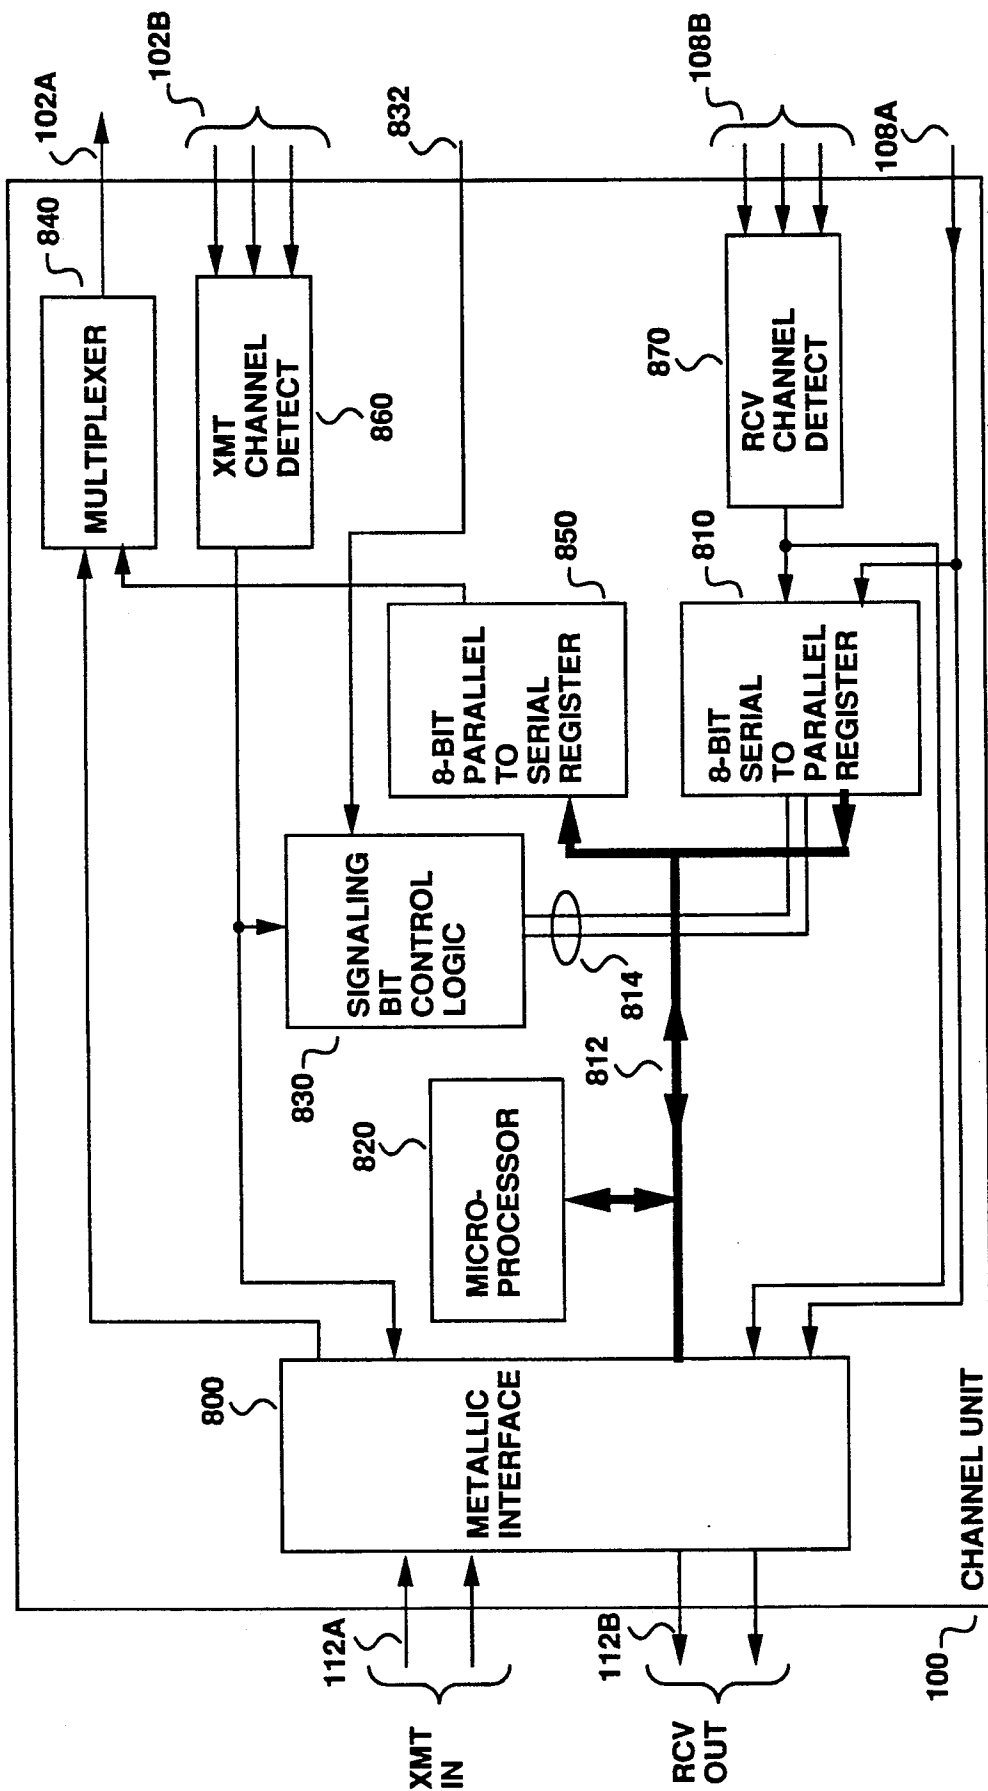 102A
840
MULTIPLEXER
102B
XMT
CHANNEL
DETECT
860
832
850
8-BIT
PARALLEL
TO
SERIAL
REGISTER
SIGNALING
BIT
CONTROL
LOGIC
830
814
820
MICRO-
PROCESSOR
812
108B
870
RCV
CHANNEL
DETECT
108A
810
8-BIT
SERIAL
TO
PARALLEL
REGISTER
800
METALLIC
INTERFACE
112A
XMT
IN
112B
RCV
OUT
CHANNEL UNIT
100